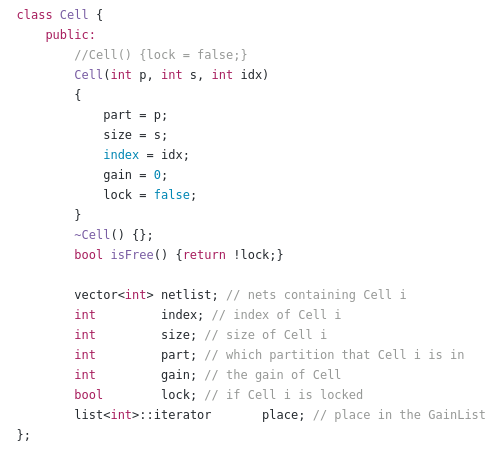 class Cell {
    public:
        //Cell() {lock = false;}
        Cell(int p, int s, int idx)
        {
            part = p;
            size = s;
            index = idx;
            gain = 0;
            lock = false;
        }
        ~Cell() {};
        bool isFree() {return !lock;}

        vector<int> netlist; // nets containing Cell i
        int         index; // index of Cell i
        int         size; // size of Cell i
        int         part; // which partition that Cell i is in
        int         gain; // the gain of Cell
        bool        lock; // if Cell i is locked
        list<int>::iterator       place; // place in the GainList
};